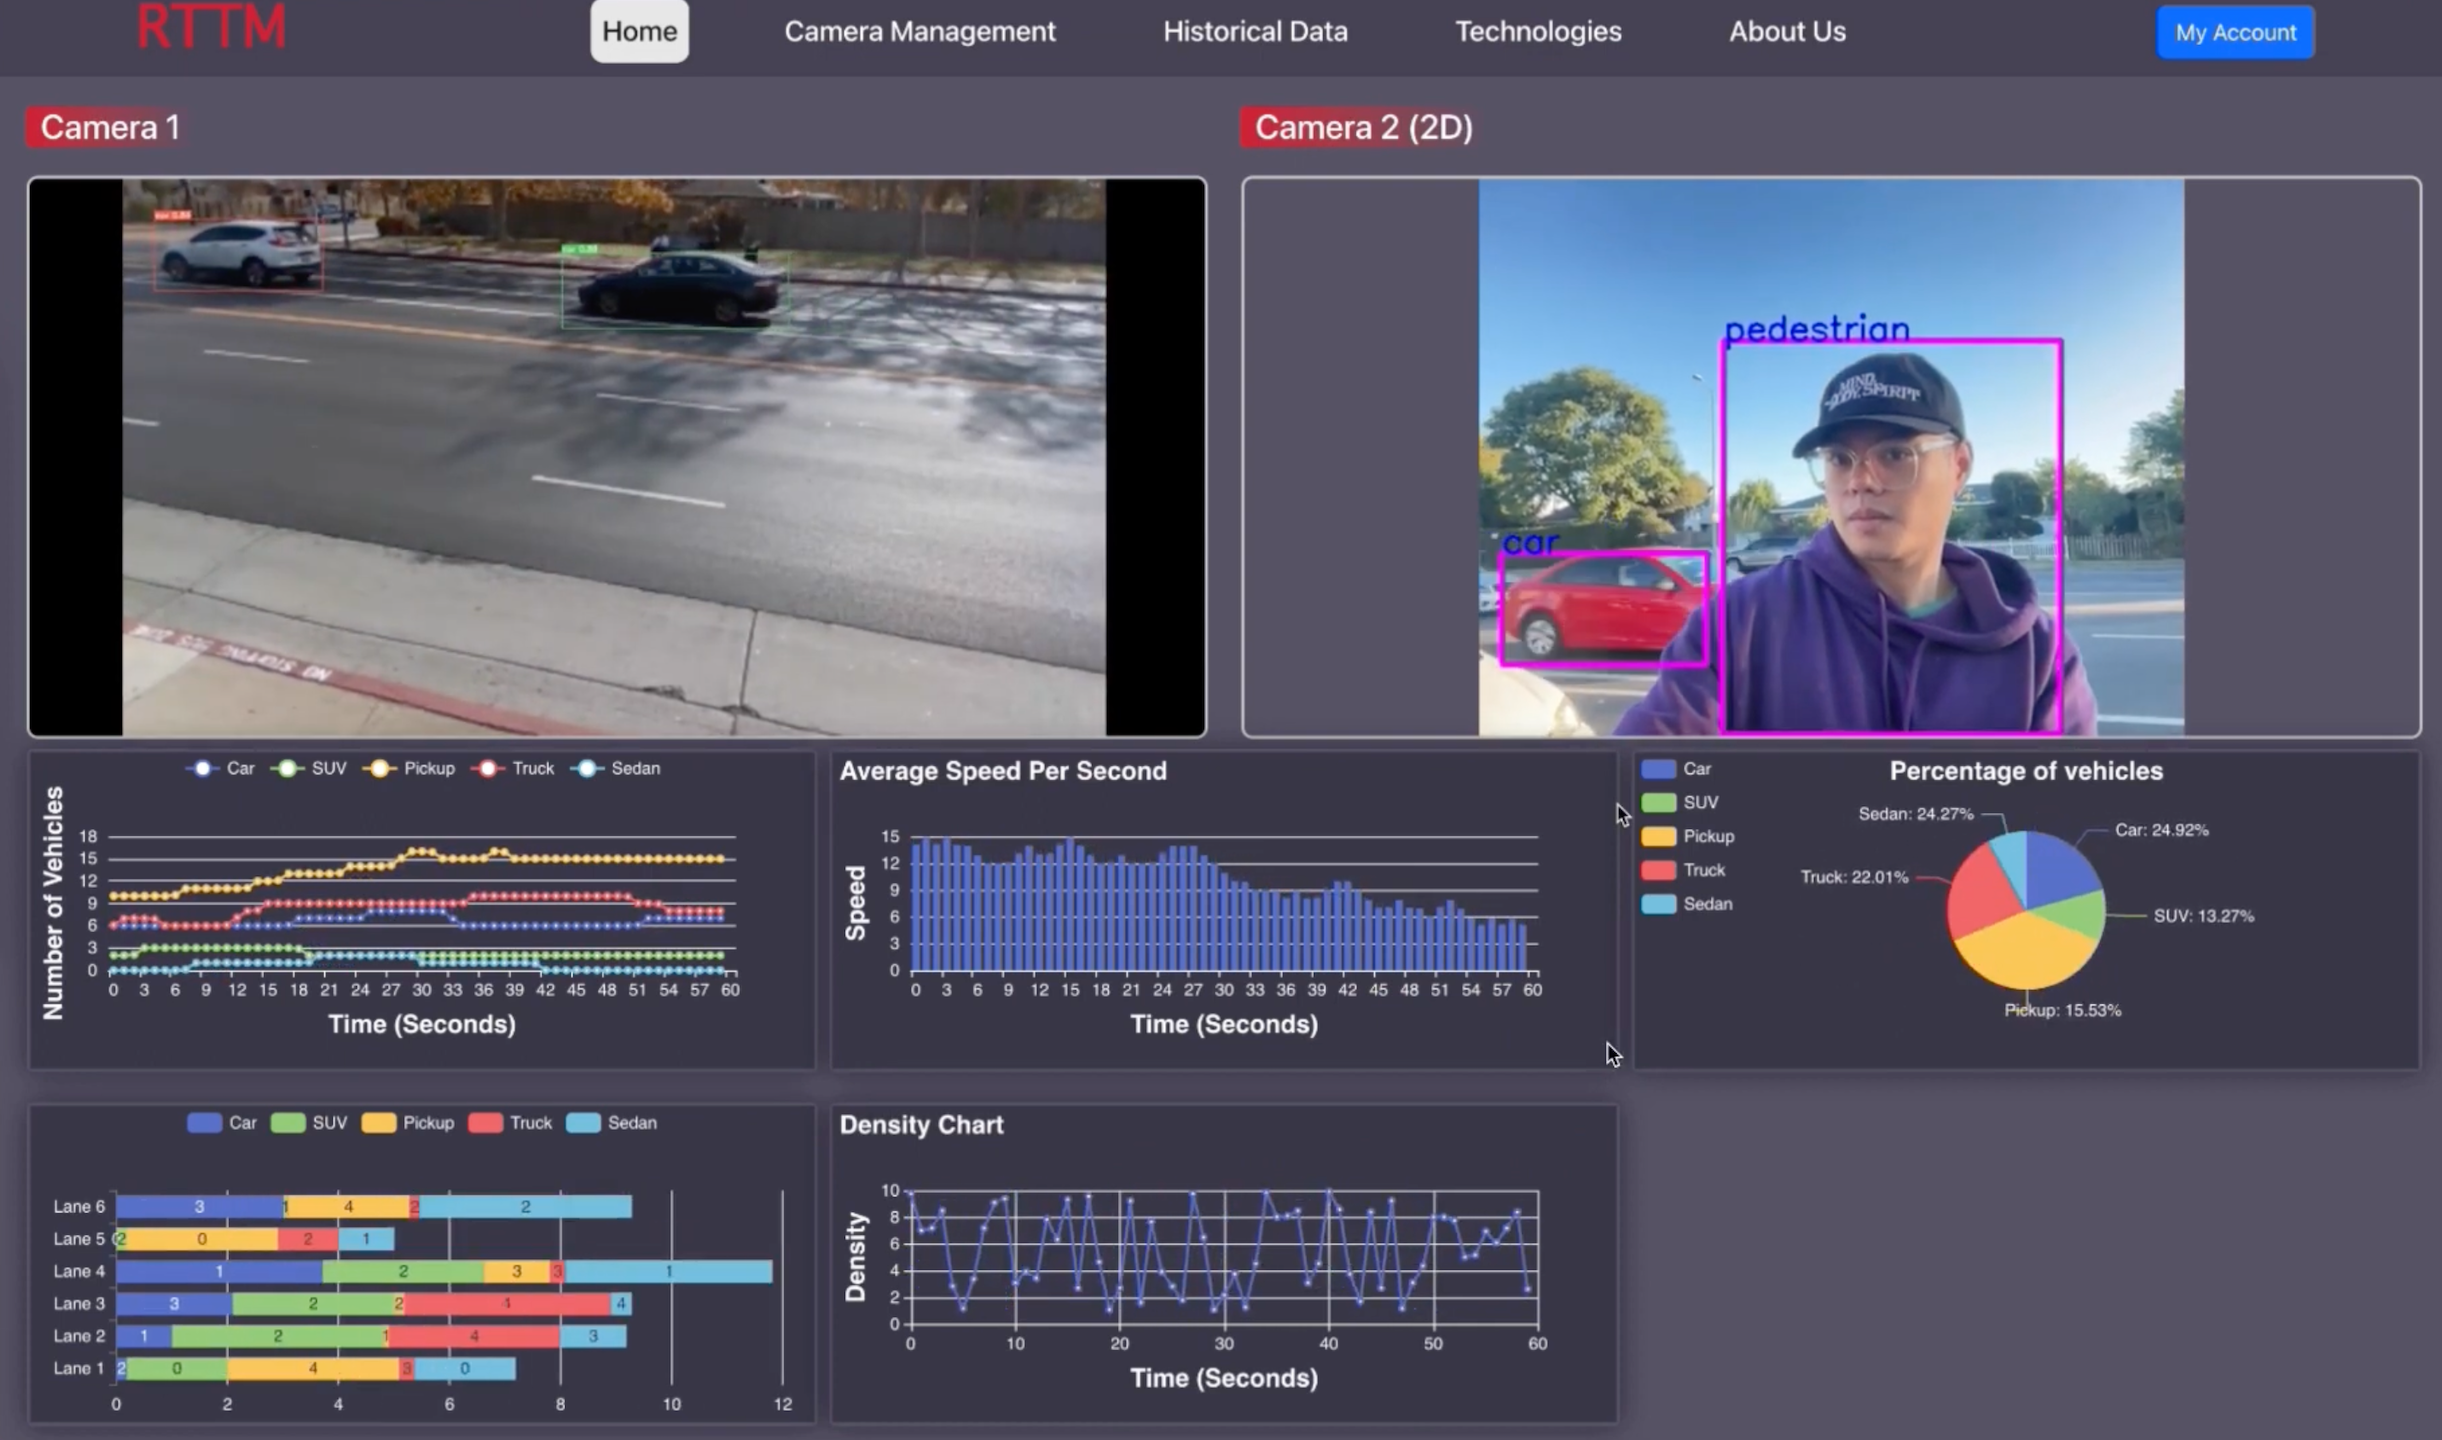 RTTM
Home
Camera Management
Historical Data
Technologies
About Us
My Account
Camera 1
Camera 2 (2D)
NO STOPPING
pedestrian
MIND,
BODY, SPIRIT
car
Car SUV Pickup Truck Sedan
Number of Vehicles
18
15
12
9
6
3
0
0 3 6 9 12 15 18 21 24 27 30 33 36 39 42 45 48 51 54 57 60
Time (Seconds)
Average Speed Per Second
Speed
15
12
9
6
3
0
0 3 6 9 12 15 18 21 24 27 30 33 36 39 42 45 48 51 54 57 60
Time (Seconds)
Percentage of vehicles
Car
SUV
Pickup
Truck
Sedan
Sedan: 24.27%
Car: 24.92%
Truck: 22.01%
SUV: 13.27%
Pickup: 15.53%
Car SUV Pickup Truck Sedan
Lane 6 3 1 4 2 2
Lane 5 2 0 2 1
Lane 4 1 2 3 3 1
Lane 3 3 2 2 4
Lane 2 1 2 1 4 3
Lane 1 2 0 4 3 0
0 2 4 6 8 10 12
Density Chart
Density
10
8
6
4
2
0
0 10 20 30 40 50 60
Time (Seconds)